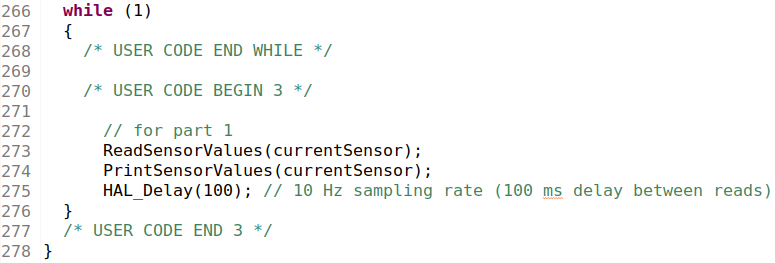 266 while (1)
267 {
268 /* USER CODE END WHILE */
269
270 /* USER CODE BEGIN 3 */
271
272 // for part 1
273 ReadSensorValues(currentSensor);
274 PrintSensorValues(currentSensor);
275 HAL_Delay(100); // 10 Hz sampling rate (100 ms delay between reads)
276 }
277 /* USER CODE END 3 */
278 }